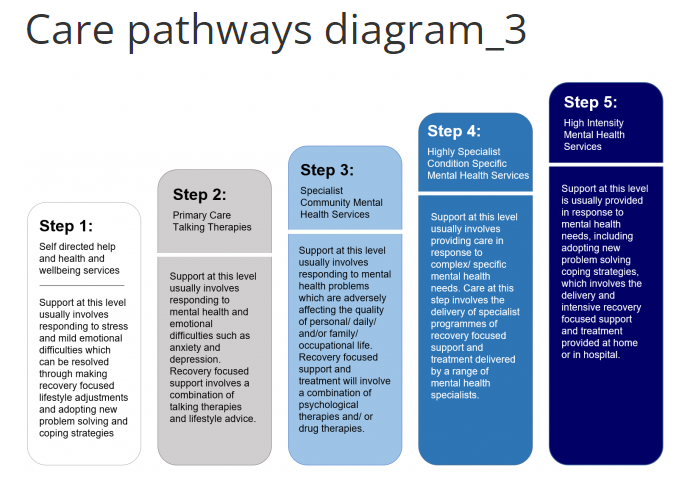 Care pathways diagram_3
Step 1:
Self directed help
and health and
wellbeing services
Support at this level
usually involves
responding to stress
and mild emotional
difficulties which
can be resolved
through making
recovery focused
lifestyle adjustments
and adopting new
problem solving and
coping strategies
Step 2:
Primary Care
Talking Therapies
Support at this level
usually involves
responding to
mental health and
emotional
difficulties such as
anxiety and
depression.
Recovery focused
support involves a
combination of
talking therapies
and lifestyle advice.
Step 3:
Specialist
Community Mental
Health Services
Support at this level
usually involves
responding to mental
health problems
which are adversely
affecting the quality
of personal/ daily/
and/or family/
occupational life.
Recovery focused
support and
treatment will involve
a combination of
psychological
therapies and/ or
drug therapies.
Step 4:
Highly Specialist
Condition Specific
Mental Health Services
Support at this level
usually involves
providing care in
response to
complex/ specific
mental health
needs. Care at this
step involves the
delivery of specialist
programmes of
recovery focused
support and
treatment delivered
by a range of
mental health
specialists.
Step 5:
High Intensity
Mental Health
Services
Support at this level
is usually provided
in response to
mental health
needs, including
adopting new
problem solving
coping strategies,
which involves the
delivery and
intensive recovery
focused support
and treatment
provided at home
or in hospital.